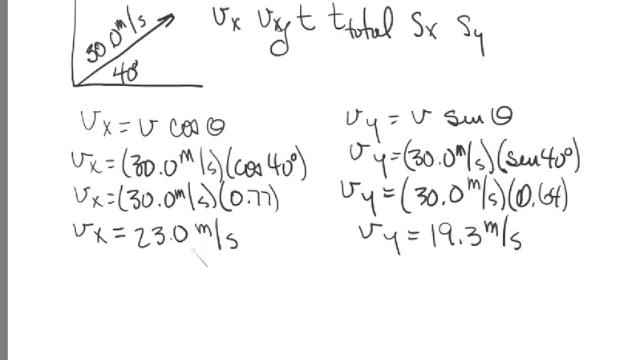 30.0 m/s
40°
Vx Vy t t total Sx Sy
Vx = V cos θ
Vx = (30.0 m/s)(cos 40°)
Vx = (30.0 m/s)(0.77)
Vx = 23.0 m/s
Vy = V sin θ
Vy = (30.0 m/s)(sin 40°)
Vy = (30.0 m/s)(0.64)
Vy = 19.3 m/s